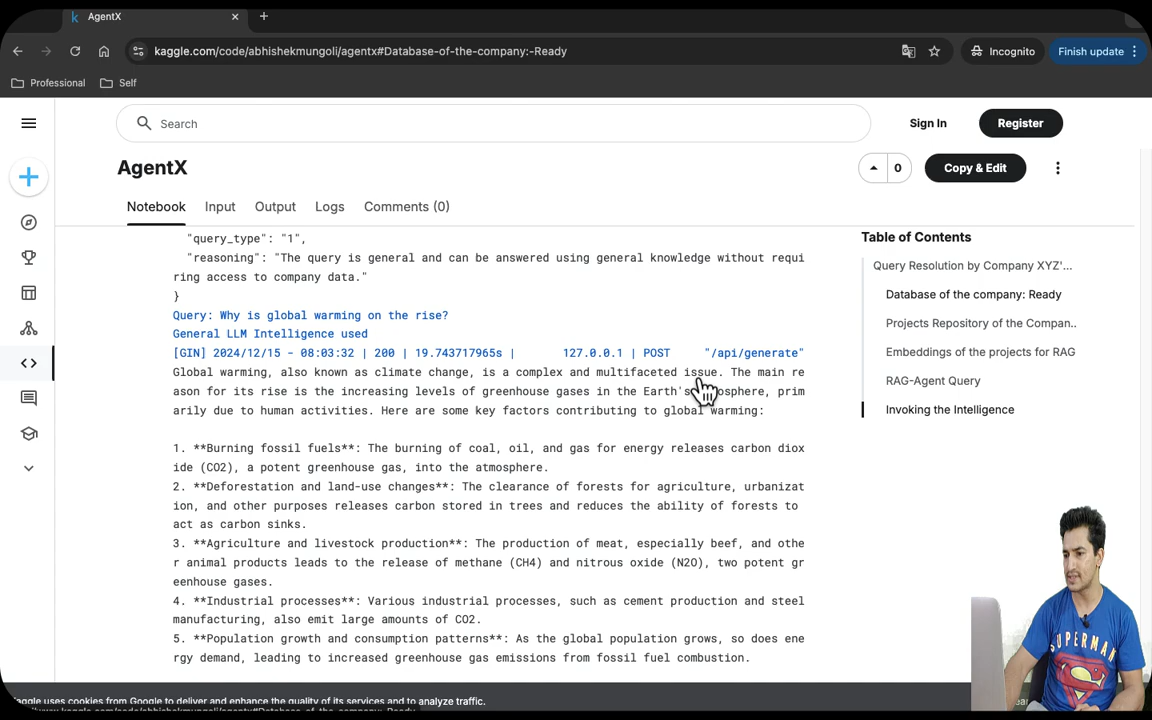 AgentX
kaggle.com/code/abhishekmungoli/agentx#Database-of-the-company:-Ready
Incognito
Finish update
Professional
Self
Search
Sign In
Register
AgentX
0
Copy & Edit
Notebook
Input
Output
Logs
Comments (0)
"query_type": "1",
"reasoning": "The query is general and can be answered using general knowledge without requi
ring access to company data."
}
Query: Why is global warming on the rise?
General LLM Intelligence used
[GIN] 2024/12/15 - 08:03:32 | 200 | 19.743717965s | 127.0.0.1 | POST "/api/generate"
Global warming, also known as climate change, is a complex and multifaceted issue. The main re
ason for its rise is the increasing levels of greenhouse gases in the Earth's atmosphere, prim
arily due to human activities. Here are some key factors contributing to global warming:
1. **Burning fossil fuels**: The burning of coal, oil, and gas for energy releases carbon diox
ide (CO2), a potent greenhouse gas, into the atmosphere.
2. **Deforestation and land-use changes**: The clearance of forests for agriculture, urbanizat
ion, and other purposes releases carbon stored in trees and reduces the ability of forests to
act as carbon sinks.
3. **Agriculture and livestock production**: The production of meat, especially beef, and othe
r animal products leads to the release of methane (CH4) and nitrous oxide (N2O), two potent gr
eenhouse gases.
4. **Industrial processes**: Various industrial processes, such as cement production and steel
manufacturing, also emit large amounts of CO2.
5. **Population growth and consumption patterns**: As the global population grows, so does ene
rgy demand, leading to increased greenhouse gas emissions from fossil fuel combustion.
Table of Contents
Query Resolution by Company XYZ'...
Database of the company: Ready
Projects Repository of the Compan..
Embeddings of the projects for RAG
RAG-Agent Query
Invoking the Intelligence
SUPERMAN
Kaggle uses cookies from Google to deliver and enhance the quality of its services and to analyze traffic.
www.kaggle.com/code/abhishekmungoli/agentx#Database-of-the-company:-Ready